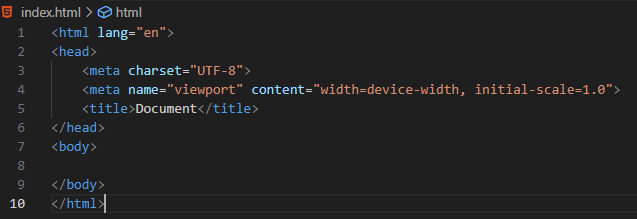 index.html > html
1 <html lang="en">
2 <head>
3     <meta charset="UTF-8">
4     <meta name="viewport" content="width=device-width, initial-scale=1.0">
5     <title>Document</title>
6 </head>
7 <body>
8
9 </body>
10 </html>